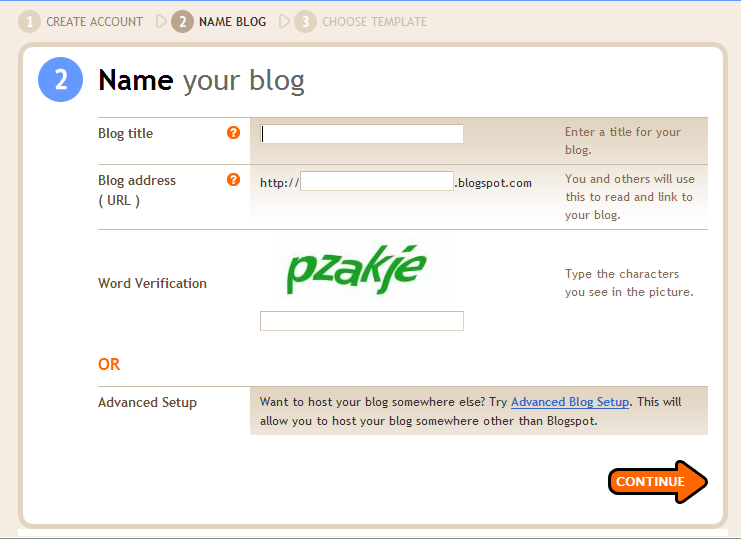 1 CREATE ACCOUNT 2 NAME BLOG 3 CHOOSE TEMPLATE
2 Name your blog
Blog title ? Enter a title for your
blog.
Blog address ? http:// .blogspot.com You and others will use
( URL ) this to read and link to
your blog.
pzakje
Word Verification Type the characters
you see in the picture.
OR
Advanced Setup Want to host your blog somewhere else? Try Advanced Blog Setup. This will
allow you to host your blog somewhere other than Blogspot.
CONTINUE